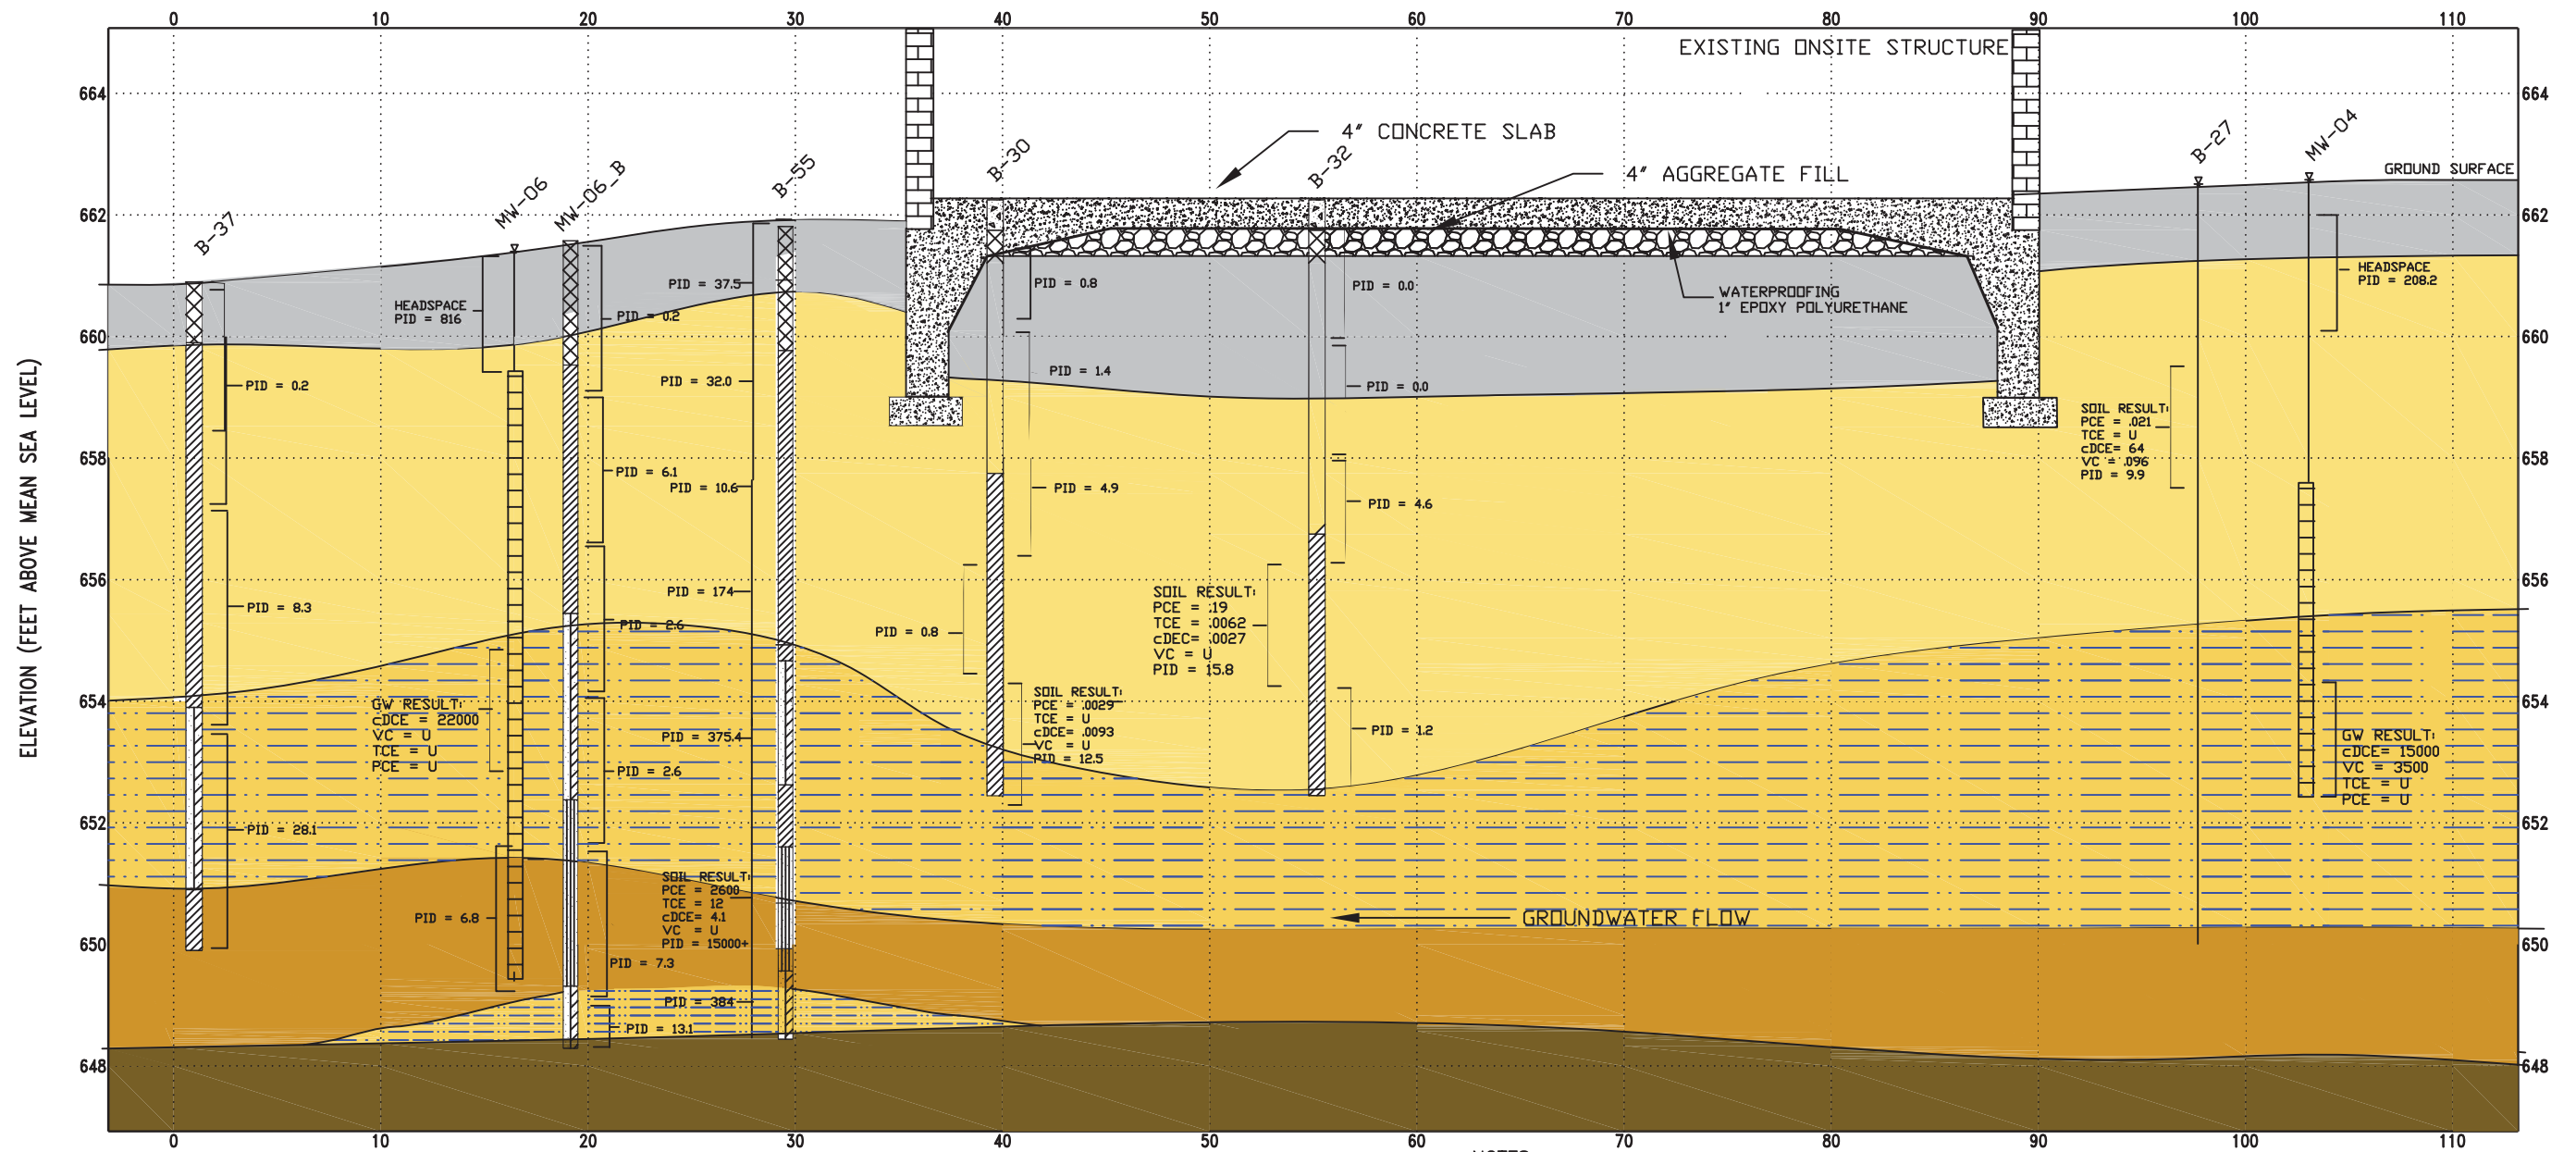 0 10 20 30 40 50 60 70 80 90 100 110
EXISTING ONSITE STRUCTURE
664 664
4" CONCRETE SLAB
4" AGGREGATE FILL
B-37
MW-06
MW-06_B
B-55
B-30
B-32
B-27
MW-04
GROUND SURFACE
662 662
HEADSPACE
PID = 208.2
PID = 37.5
PID = 0.8
PID = 0.0
WATERPROOFING
1" EPOXY POLYURETHANE
HEADSPACE
PID = 816
PID = 0.2
660 660
PID = 0.2
PID = 32.0
PID = 1.4
PID = 0.0
SOIL RESULT:
PCE = .021
TCE = U
cDCE= 64
VC = .096
PID = 9.9
658 658
PID = 6.1
PID = 10.6
PID = 4.9
PID = 4.6
656 656
ELEVATION (FEET ABOVE MEAN SEA LEVEL)
PID = 8.3
PID = 174
PID = 2.6
PID = 0.8
SOIL RESULT:
PCE = .19
TCE = .0062
cDEC= .0027
VC = U
PID = 15.8
654 654
GW RESULT:
cDCE = 22000
VC = U
TCE = U
PCE = U
PID = 375.4
PID = 2.6
SOIL RESULT:
PCE = .0029
TCE = U
cDCE= .0093
VC = U
PID = 12.5
PID = 1.2
GW RESULT:
cDCE= 15000
VC = 3500
TCE = U
PCE = U
652 652
PID = 28.1
SOIL RESULT:
PCE = 2600
TCE = 12
cDCE= 4.1
VC = U
PID = 15000+
PID = 6.8
GROUNDWATER FLOW
650 650
PID = 7.3
PID = 384
PID = 13.1
648 648
0 10 20 30 40 50 60 70 80 90 100 110